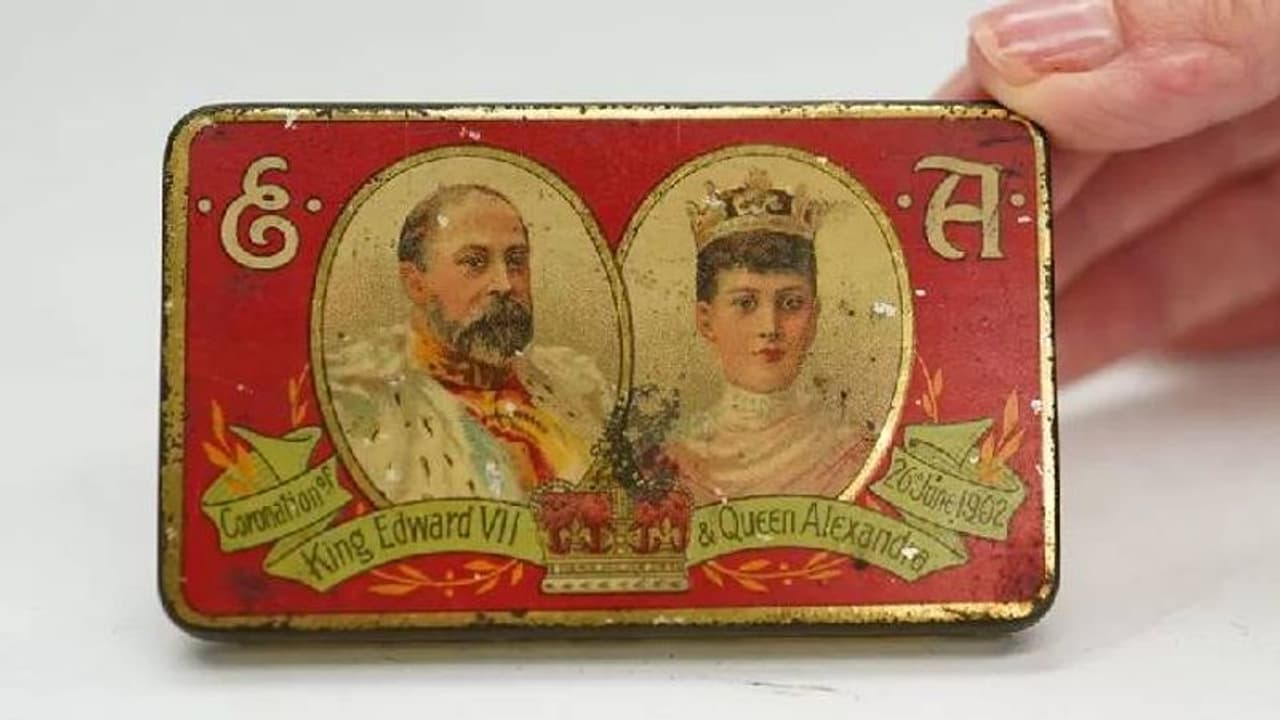 ·E·
·A·
Coronation of
King Edward VII
& Queen Alexandra
26th June 1902